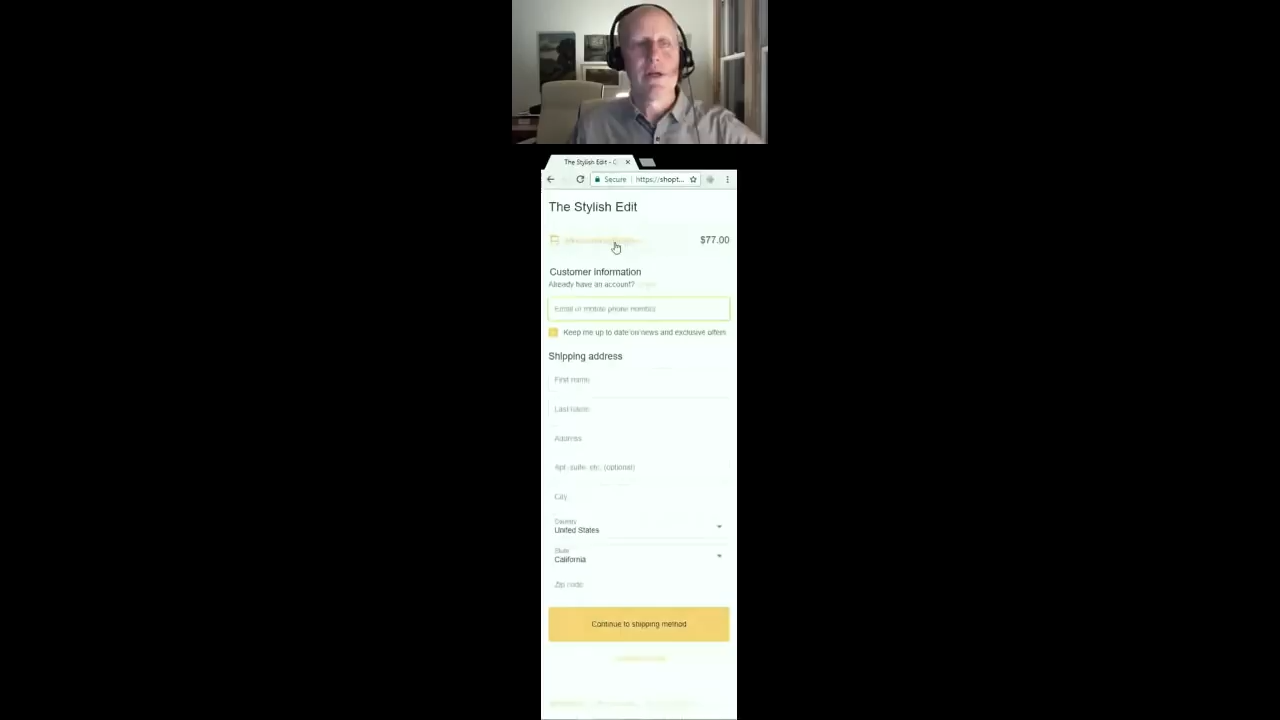 The Stylish Edit - C
Secure https://shopt...
The Stylish Edit
$77.00
Customer information
Already have an account?
Email or mobile phone number
Keep me up to date on news and exclusive offers
Shipping address
First name
Last name
Address
Apt, suite, etc. (optional)
City
Country
United States
State
California
Zip code
Continue to shipping method